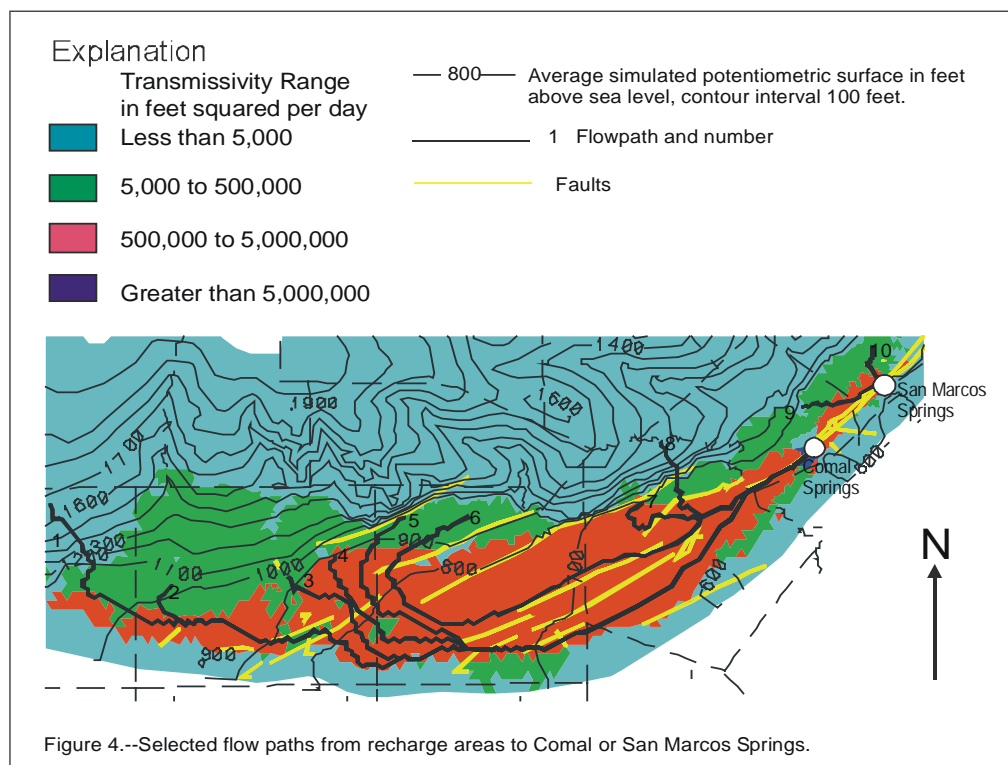 Explanation
Transmissivity Range
in feet squared per day
Less than 5,000
5,000 to 500,000
500,000 to 5,000,000
Greater than 5,000,000
800
Average simulated potentiometric surface in feet
above sea level, contour interval 100 feet.
1 Flowpath and number
Faults
1400
10
1900
1600
San Marcos
Springs
9
1700
8
600
Comal
Springs
1600
7
5
6
1
900
N
4
800
700
1100
1000
3
600
2
900
Figure 4.--Selected flow paths from recharge areas to Comal or San Marcos Springs.